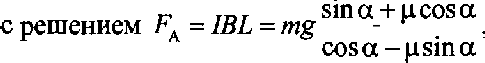 с решением F_A = IBL = mg (sin α + μ cos α)/(cos α − μ sin α),